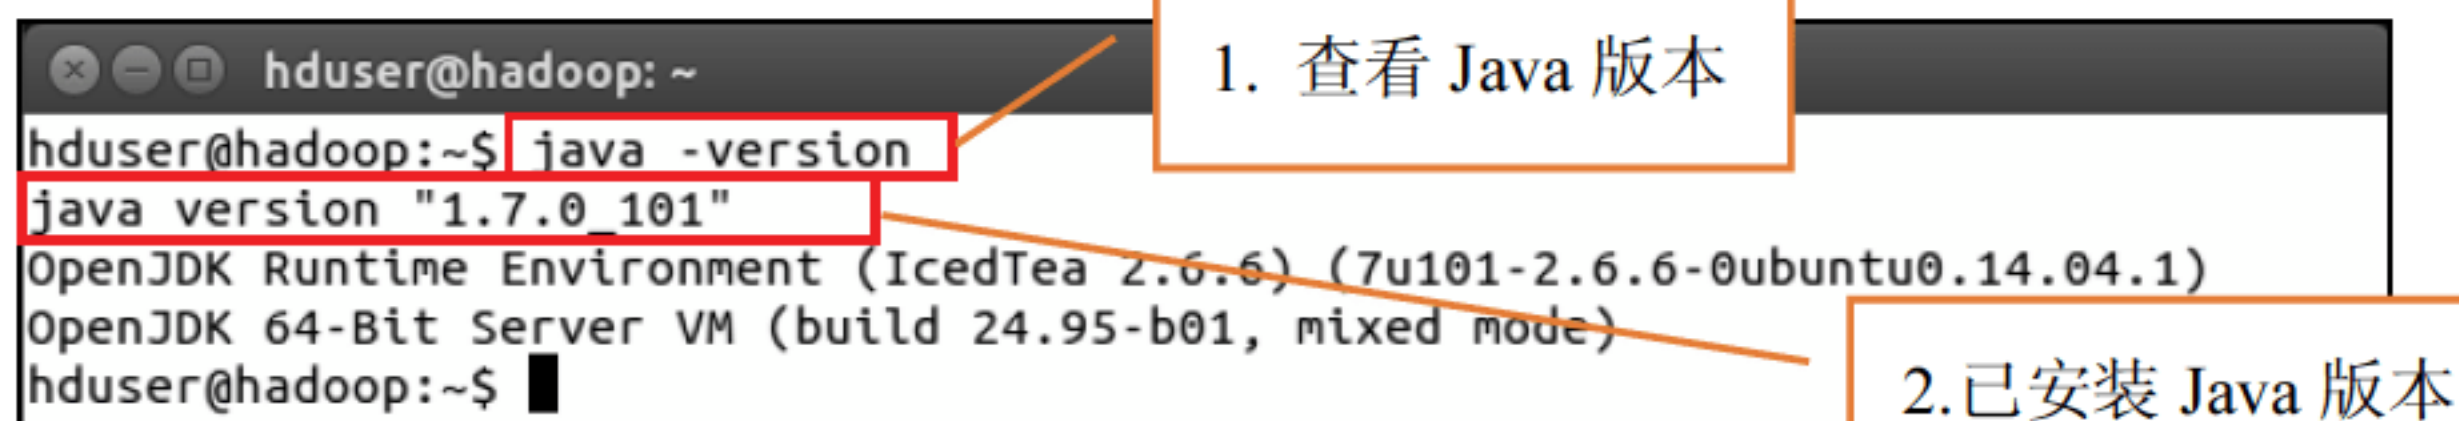 hduser@hadoop: ~
1. 查看 Java 版本
hduser@hadoop:~$ java -version
java version "1.7.0_101"
OpenJDK Runtime Environment (IcedTea 2.6.6) (7u101-2.6.6-0ubuntu0.14.04.1)
OpenJDK 64-Bit Server VM (build 24.95-b01, mixed mode)
hduser@hadoop:~$
2.已安装 Java 版本